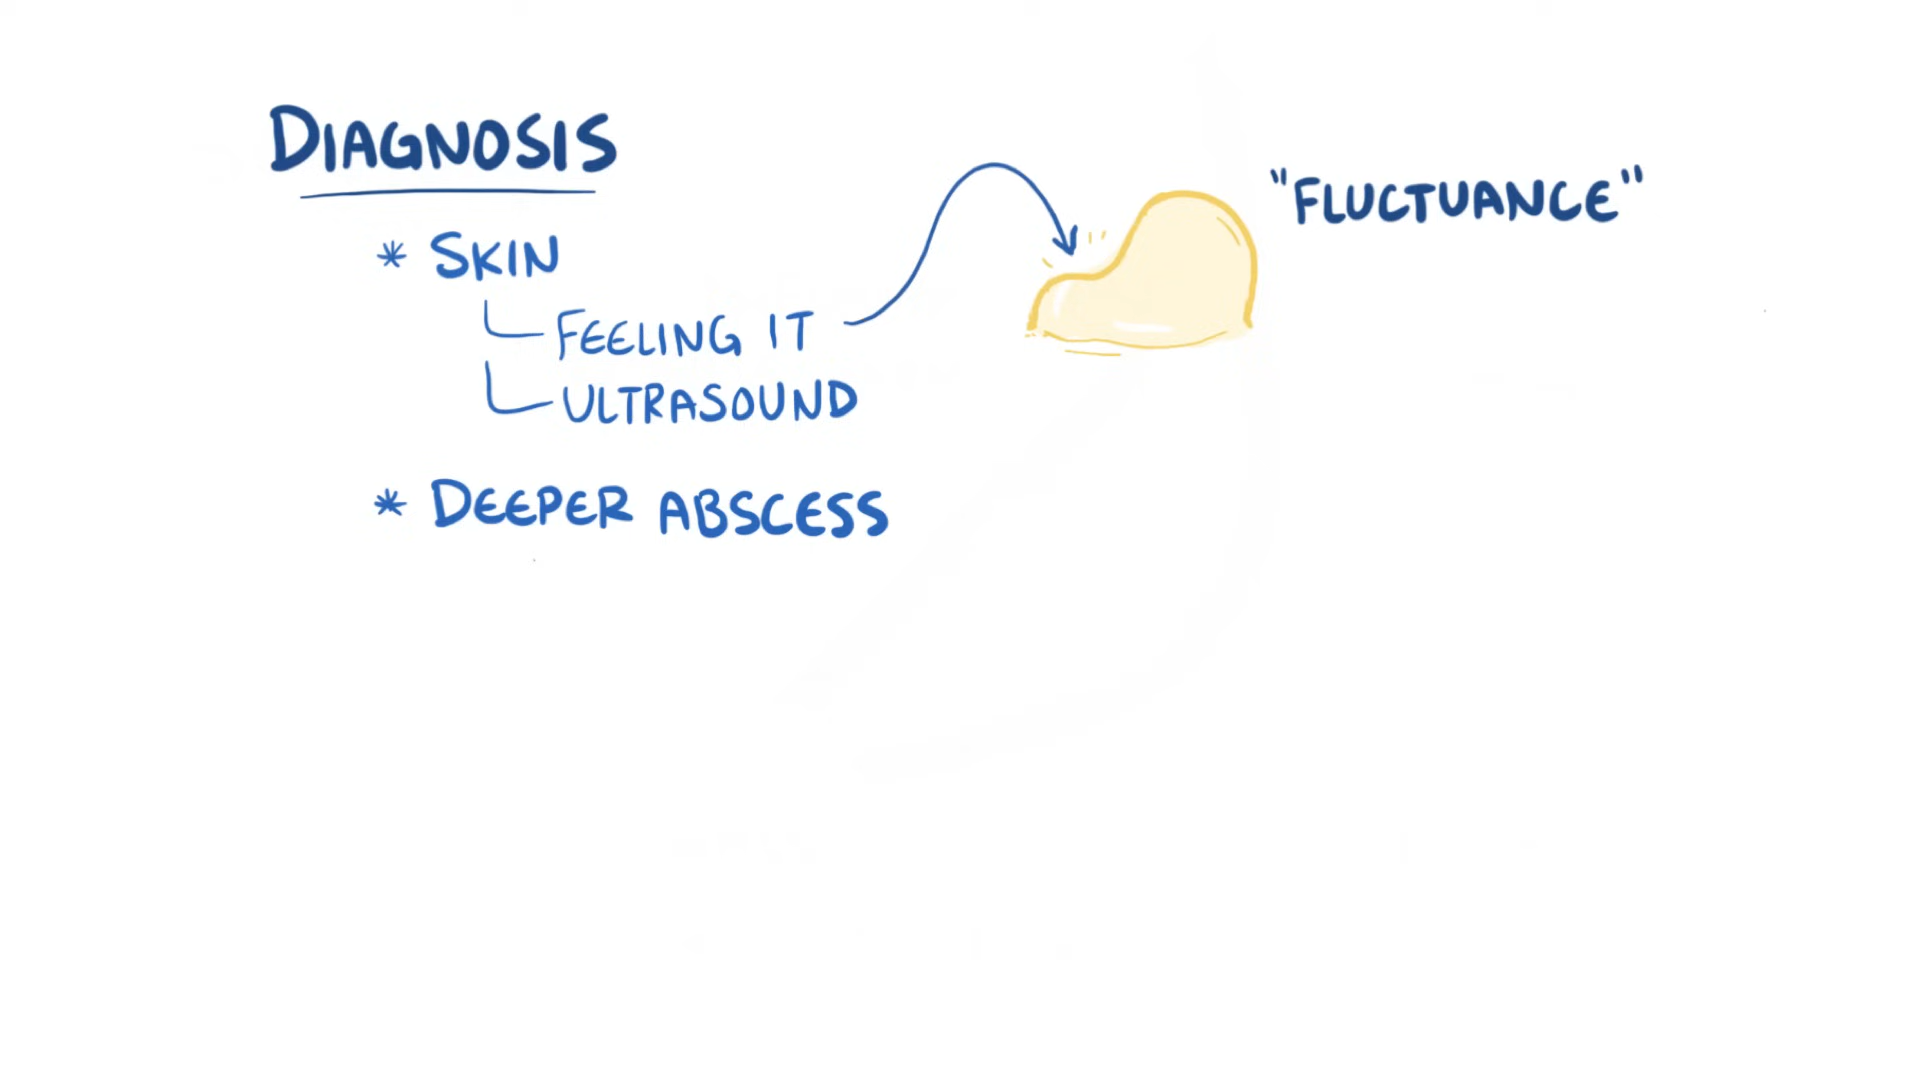 DIAGNOSIS
* SKIN
FEELING IT
ULTRASOUND
"FLUCTUANCE"
* DEEPER ABSCESS